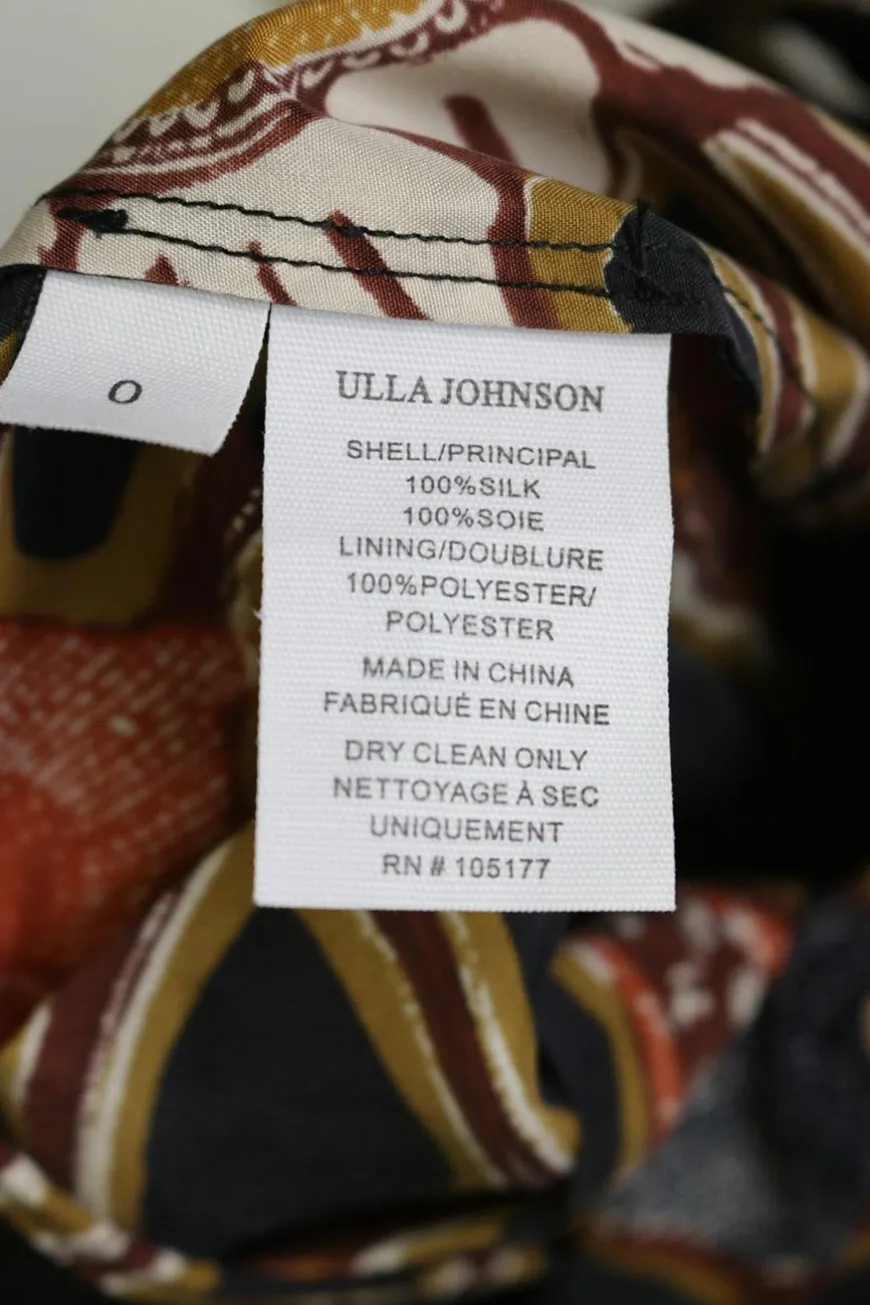 0
ULLA JOHNSON
SHELL/PRINCIPAL
100%SILK
100%SOIE
LINING/DOUBLURE
100%POLYESTER/
POLYESTER
MADE IN CHINA
FABRIQUÉ EN CHINE
DRY CLEAN ONLY
NETTOYAGE À SEC
UNIQUEMENT
RN # 105177